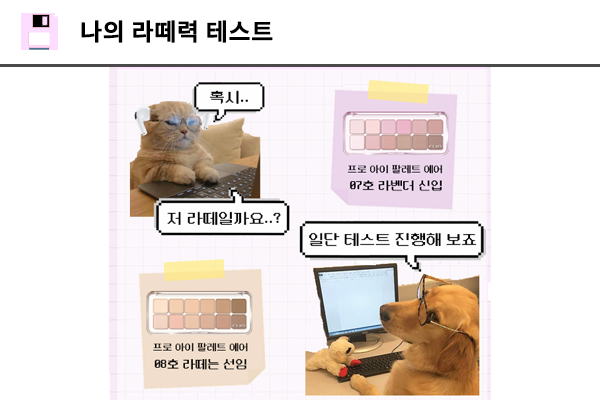 나의 라떼력 테스트
혹시..
프로 아이 팔레트 에어
07호 라벤더 신입
저 라떼일까요..?
일단 테스트 진행해 보죠
프로 아이 팔레트 에어
08호 라떼는 선임